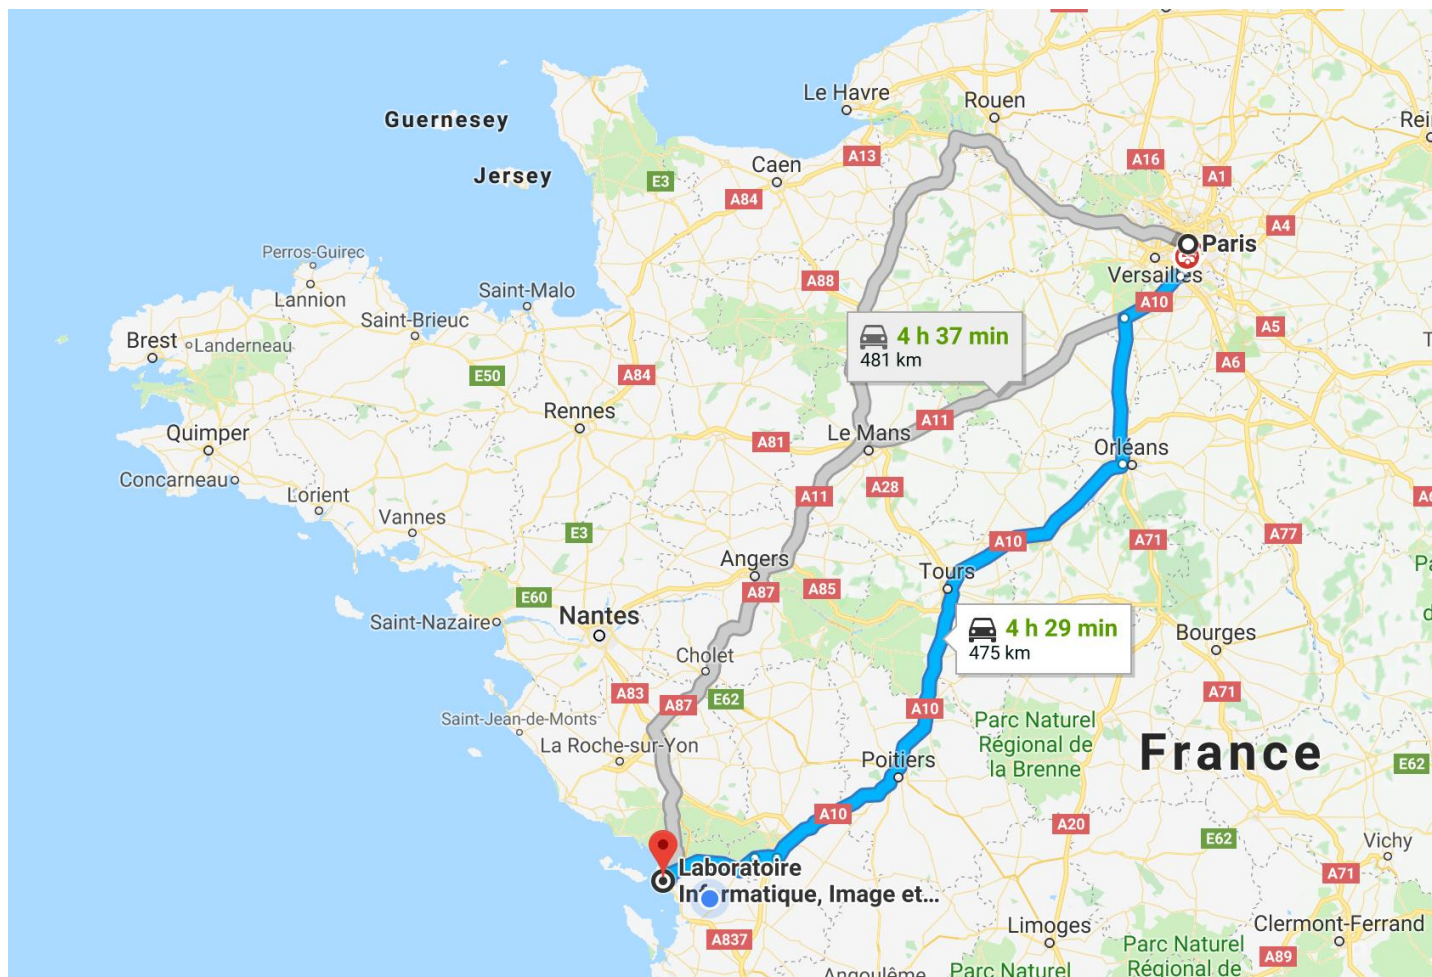 Le Havre
Rouen
Guernesey
Rei
Caen
A13
A16
A1
Jersey
E3
A84
A4
Paris
Perros-Guirec
Versailles
Lannion
Saint-Malo
A88
A10
Saint-Brieuc
A5
Brest
Landerneau
4 h 37 min
481 km
A6
E50
A84
Rennes
Quimper
A81
Le Mans
A11
Orléans
Concarneau
Lorient
A11
A28
Vannes
E3
A10
A71
A77
Angers
Tours
A87
A85
E60
Saint-Nazaire
Nantes
4 h 29 min
475 km
Bourges
Cholet
A83
A87
E62
A10
A71
Saint-Jean-de-Monts
La Roche-sur-Yon
Parc Naturel
Régional de
la Brenne
France
Poitiers
E62
A10
A20
E62
Vichy
Laboratoire
Informatique, Image et...
A71
A837
Limoges
Clermont-Ferrand
Parc Naturel
Régional de
A89
Angoulême
Parc Naturel